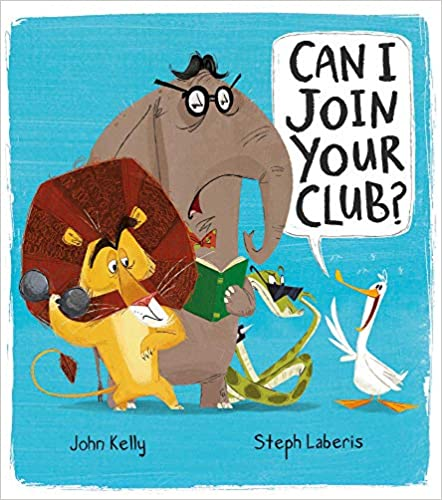 CAN I
JOIN
YOUR
CLUB?
John Kelly
Steph Laberis